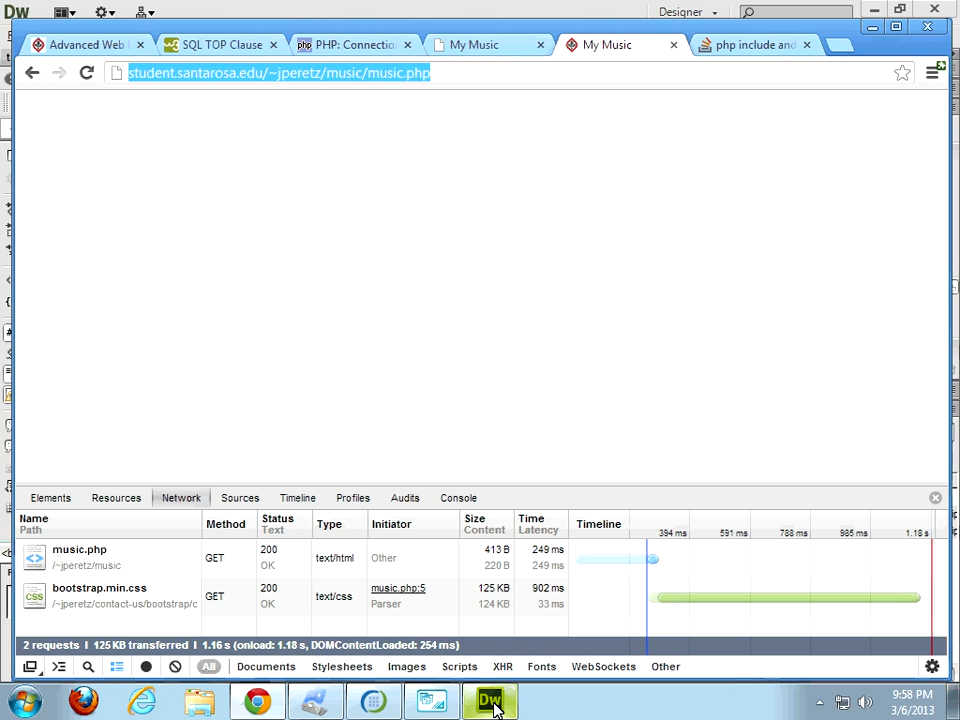 Dw
Designer
Advanced Web
SQL TOP Clause
PHP: Connectio
My Music
My Music
php include and
student.santarosa.edu/~jperetz/music/music.php
Elements Resources Network Sources Timeline Profiles Audits Console
Name Method Status Type Initiator Size Time Timeline
Path Text Content Latency
394 ms 591 ms 788 ms 985 ms 1.18 s
music.php GET 200 text/html Other 413 B 249 ms
/~jperetz/music OK 220 B 249 ms
bootstrap.min.css GET 200 text/css music.php:5 125 KB 902 ms
/~jperetz/contact-us/bootstrap/c OK Parser 124 KB 33 ms
CSS
2 requests | 125 KB transferred | 1.16 s (onload: 1.18 s, DOMContentLoaded: 254 ms)
All Documents Stylesheets Images Scripts XHR Fonts WebSockets Other
Dw
9:58 PM
3/6/2013